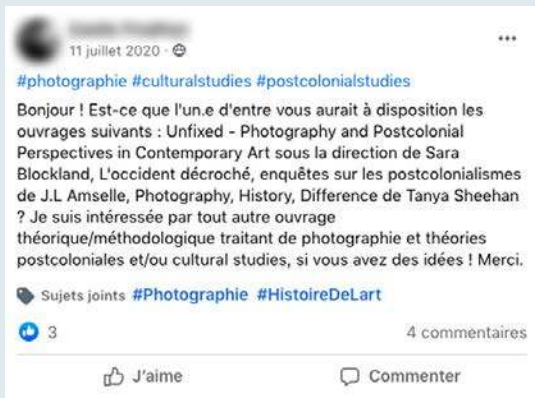 11 juillet 2020 ·
#photographie #culturalstudies #postcolonialstudies
Bonjour ! Est-ce que l'un.e d'entre vous aurait à disposition les
ouvrages suivants : Unfixed - Photography and Postcolonial
Perspectives in Contemporary Art sous la direction de Sara
Blockland, L'occident décroché, enquêtes sur les postcolonialismes
de J.L Amselle, Photography, History, Difference de Tanya Sheehan
? Je suis intéressée par tout autre ouvrage
théorique/méthodologique traitant de photographie et théories
postcoloniales et/ou cultural studies, si vous avez des idées ! Merci.
Sujets joints #Photographie #HistoireDeLart
3 4 commentaires
J'aime Commenter